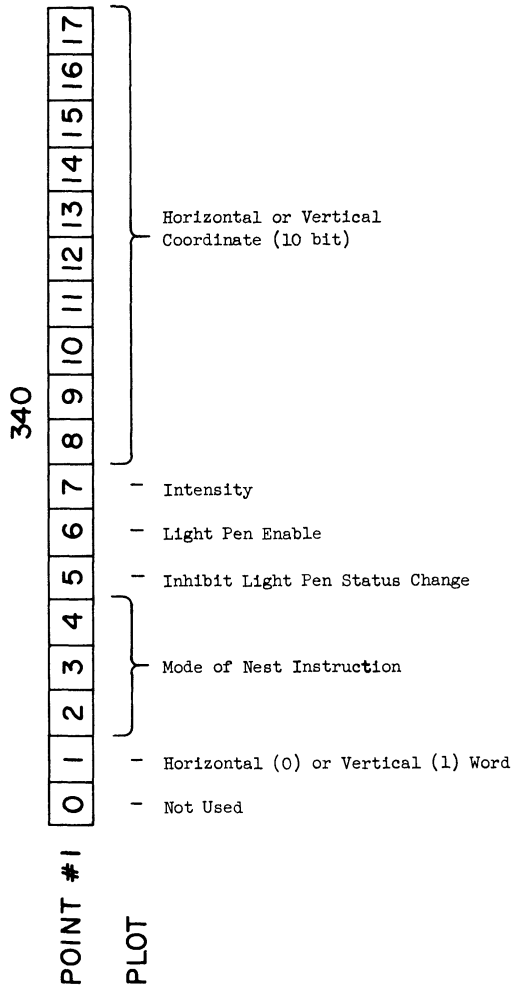 340
17
16
15
14
13
12
11
10
9
8
7
6
5
4
3
2
1
0
Horizontal or Vertical
Coordinate (10 bit)
- Intensity
- Light Pen Enable
- Inhibit Light Pen Status Change
Mode of Nest Instruction
- Horizontal (0) or Vertical (1) Word
- Not Used
POINT #1
PLOT